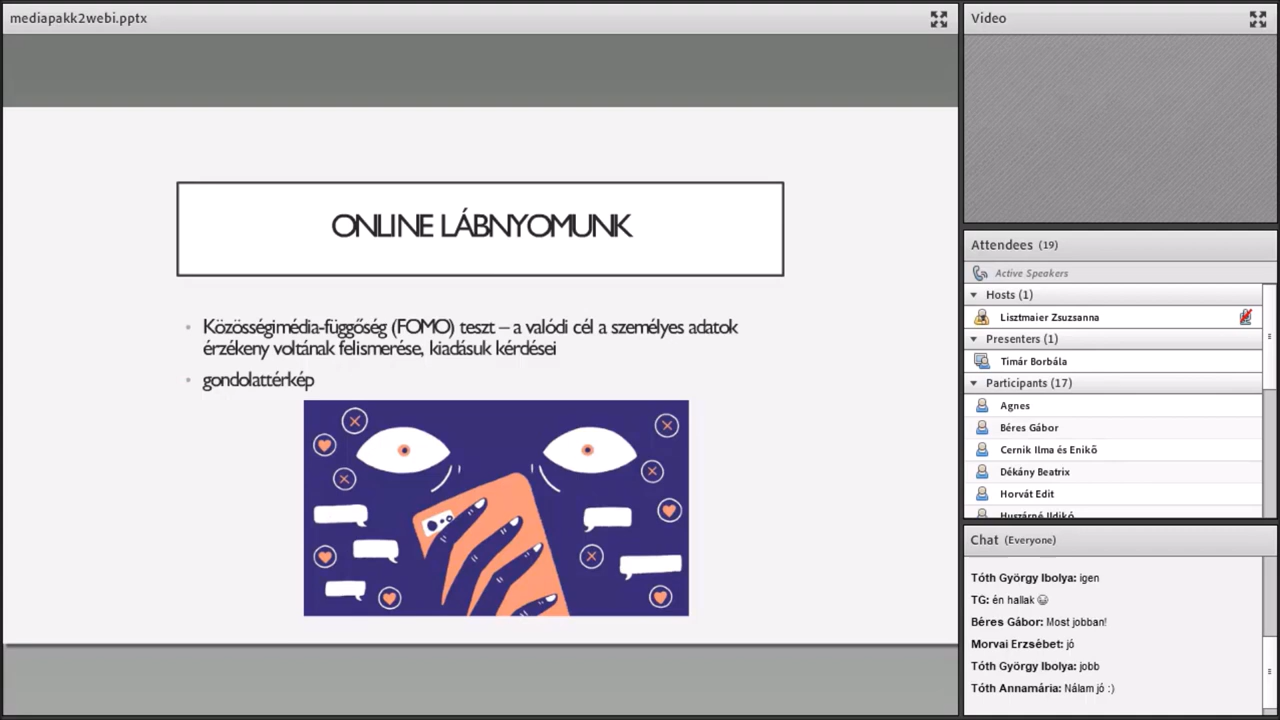 mediapakk2webi.pptx
ONLINE LÁBNYOMUNK
• Közösségimédia-függőség (FOMO) teszt – a valódi cél a személyes adatok
érzékeny voltának felismerése, kiadásuk kérdései
• gondolattérkép
Video
Attendees (19)
Active Speakers
Hosts (1)
Lisztmaier Zsuzsanna
Presenters (1)
Timár Borbála
Participants (17)
Agnes
Béres Gábor
Cernik Ilma és Enikõ
Dékány Beatrix
Horvát Edit
Huszárné Ildikó
Chat (Everyone)
Tóth György Ibolya: igen
TG: én hallak 😀
Béres Gábor: Most jobban!
Morvai Erzsébet: jó
Tóth György Ibolya: jobb
Tóth Annamária: Nálam jó :)